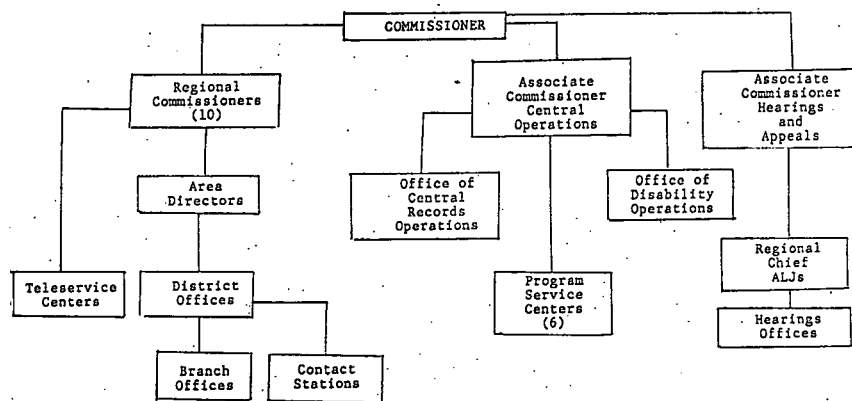 COMMISSIONER
Regional
Commissioners
(10)
Associate
Commissioner
Central
Operations
Associate
Commissioner
Hearings
and
Appeals
Area
Directors
Office of
Central
Records
Operations
Office of
Disability
Operations
Teleservice
Centers
District
Offices
Program
Service
Centers
(6)
Regional
Chief
ALJs
Hearings
Offices
Branch
Offices
Contact
Stations